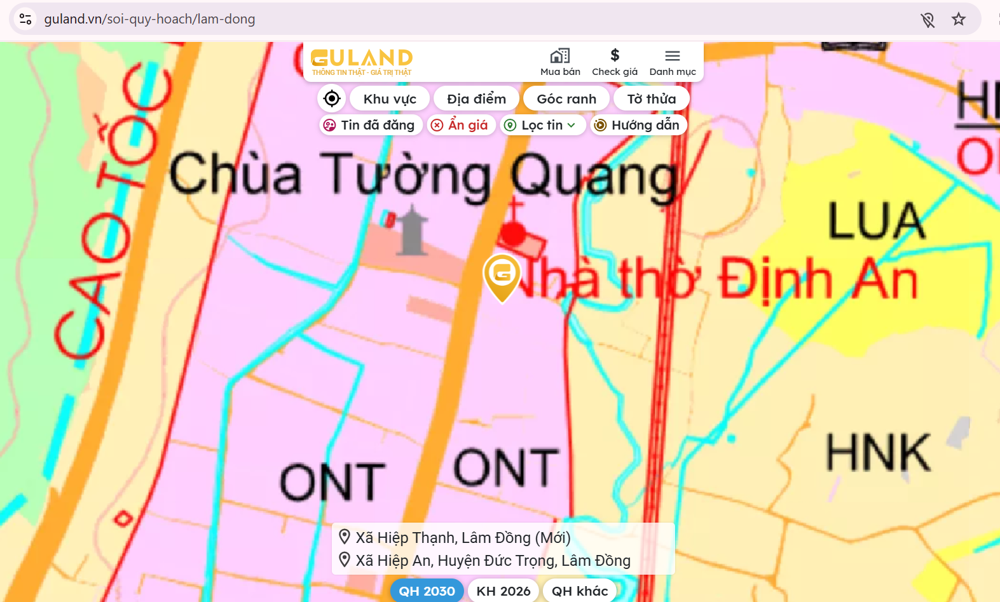 guland.vn/soi-quy-hoach/lam-dong
GULAND
THÔNG TIN THẬT - GIÁ TRỊ THẬT
Mua bán
Check giá
Danh mục
Khu vực
Địa điểm
Góc ranh
Tờ thửa
Tin đã đăng
Ẩn giá
Lọc tin
Hướng dẫn
CAO TỐC
Chùa Tường Quang
LUA
Nhà thờ Định An
HNK
ONT
ONT
Xã Hiệp Thạnh, Lâm Đồng (Mới)
Xã Hiệp An, Huyện Đức Trọng, Lâm Đồng
QH 2030
KH 2026
QH khác